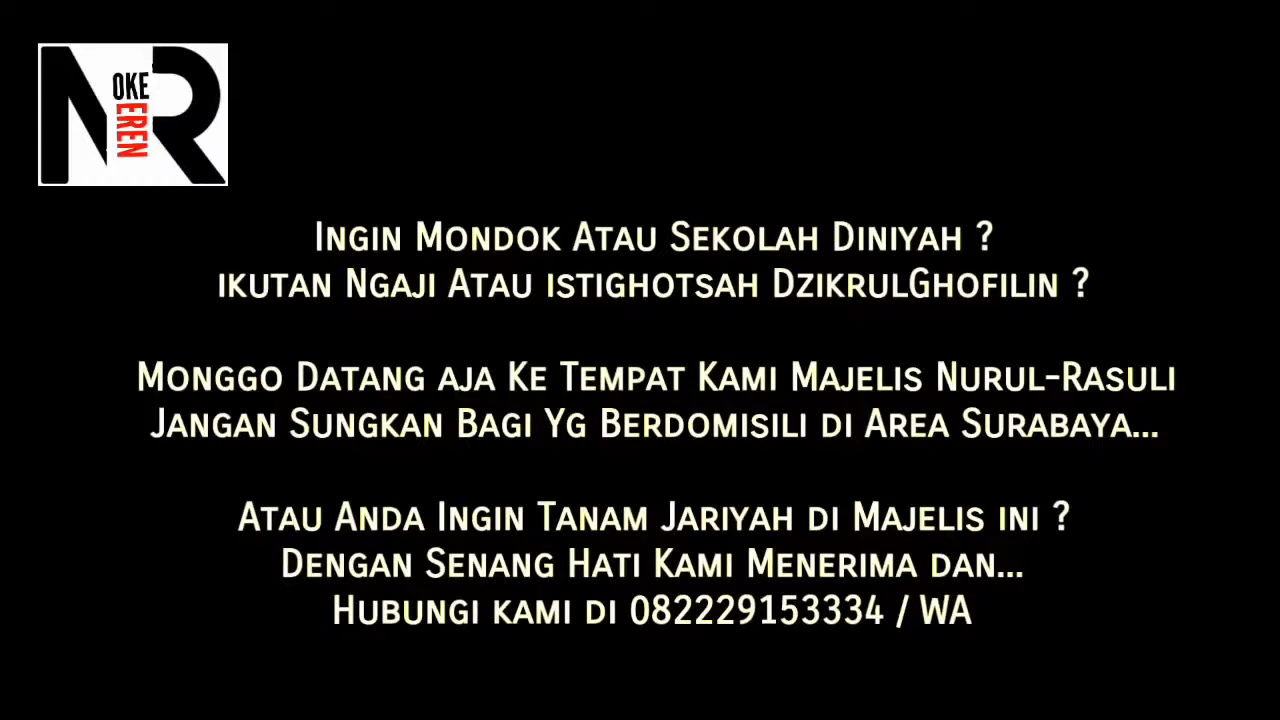 NR
OKE
EREN
Ingin Mondok Atau Sekolah Diniyah ?
ikutan Ngaji Atau istighotsah DzikrulGhofilin ?
Monggo Datang aja Ke Tempat Kami Majelis Nurul-Rasuli
Jangan Sungkan Bagi Yg Berdomisili di Area Surabaya...
Atau Anda Ingin Tanam Jariyah di Majelis ini ?
Dengan Senang Hati Kami Menerima dan...
Hubungi kami di 082229153334 / WA